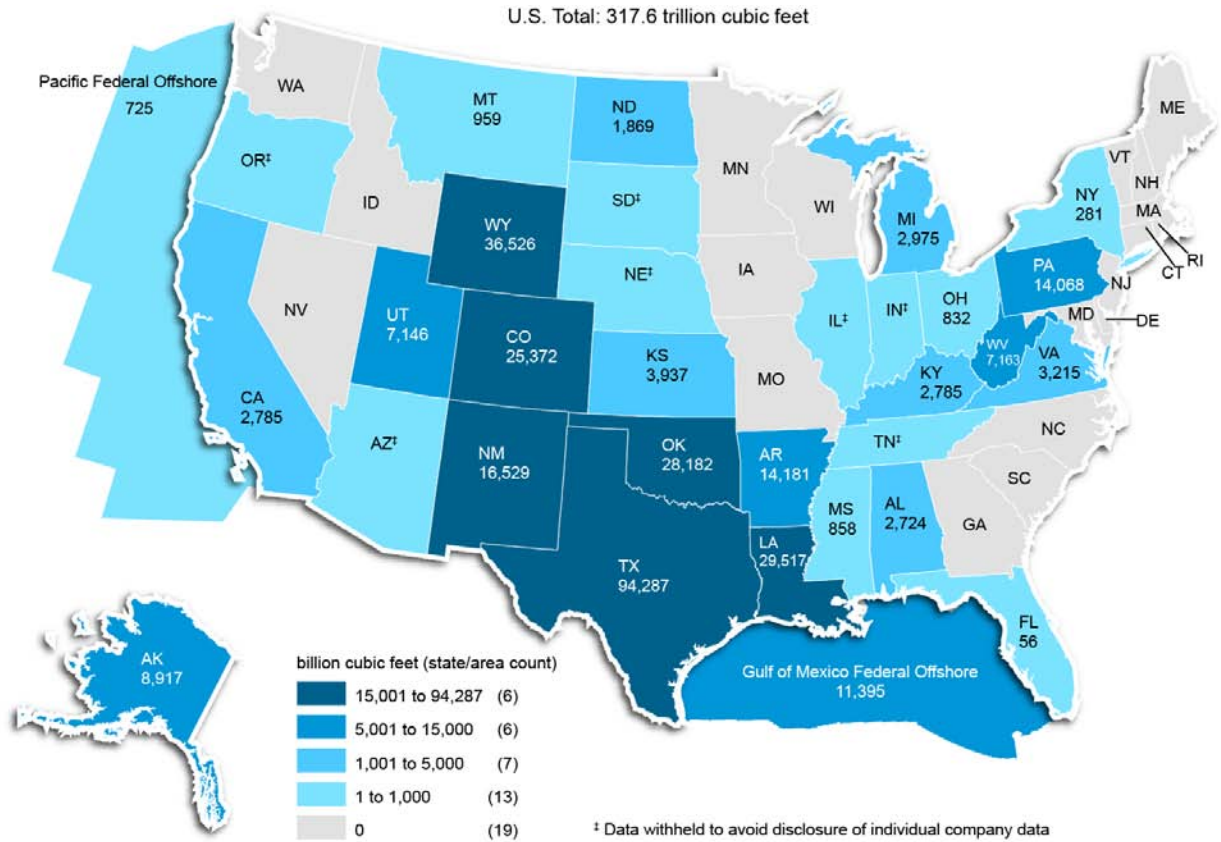 U.S. Total: 317.6 trillion cubic feet
Pacific Federal Offshore
725
WA
MT
959
ND
1,869
MN
ME
VT
NH
OR‡
ID
WY
36,526
SD‡
WI
MI
2,975
NY
281
MA
RI
CT
NV
UT
7,146
CO
25,372
NE‡
IA
IL‡
IN‡
OH
832
PA
14,068
NJ
MD
DE
CA
2,785
KS
3,937
MO
KY
2,785
WV
7,163
VA
3,215
AZ‡
NM
16,529
OK
28,182
AR
14,181
TN‡
NC
SC
TX
94,287
LA
29,517
MS
858
AL
2,724
GA
FL
56
AK
8,917
Gulf of Mexico Federal Offshore
11,395
billion cubic feet (state/area count)
15,001 to 94,287 (6)
5,001 to 15,000 (6)
1,001 to 5,000 (7)
1 to 1,000 (13)
0 (19)
‡ Data withheld to avoid disclosure of individual company data